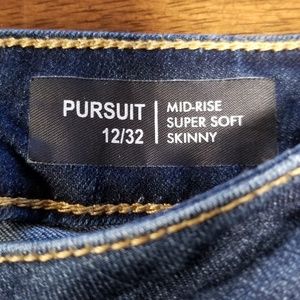 PURSUIT
12/32
MID-RISE
SUPER SOFT
SKINNY